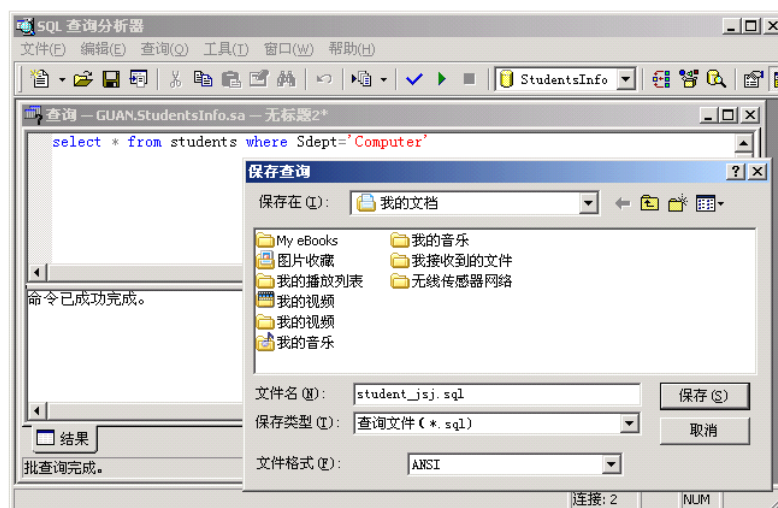 SQL 查询分析器
文件(F) 编辑(E) 查询(Q) 工具(T) 窗口(W) 帮助(H)
StudentsInfo
查询 — GUAN.StudentsInfo.sa — 无标题2*
select * from students where Sdept='Computer'
保存查询
保存在(I):
我的文档
My eBooks
我的音乐
图片收藏
我接收到的文件
我的播放列表
无线传感器网络
我的视频
我的视频
我的音乐
命令已成功完成。
文件名(N):
student_jsj.sql
保存(S)
保存类型(T):
查询文件(*.sql)
取消
结果
文件格式(F):
ANSI
批查询完成。
连接: 2
NUM